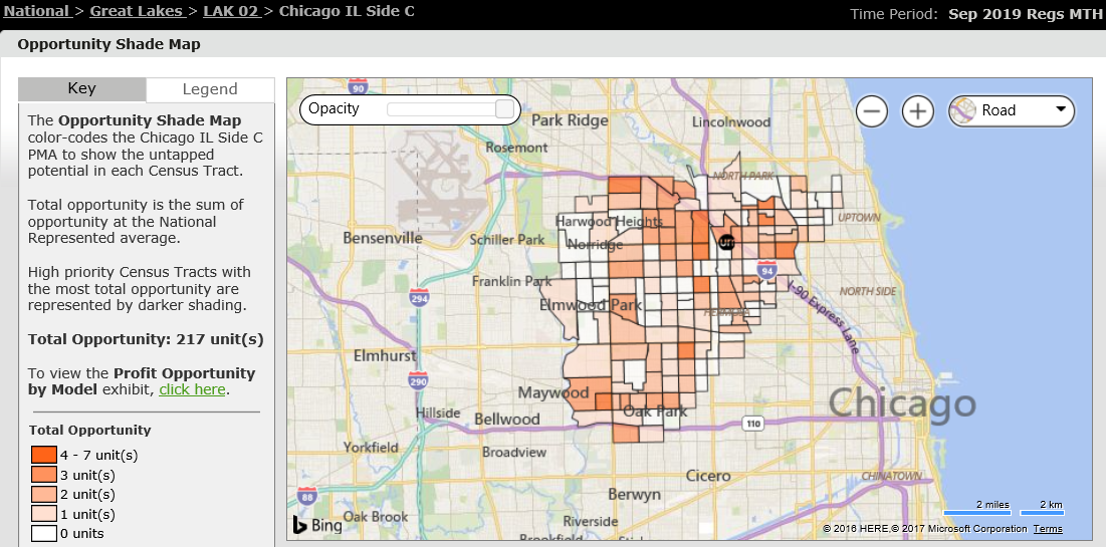 National > Great Lakes > LAK 02 > Chicago IL Side C
Time Period: Sep 2019 Regs MTH
Opportunity Shade Map
Key
Legend
The Opportunity Shade Map
color-codes the Chicago IL Side C
PMA to show the untapped
potential in each Census Tract.
Total opportunity is the sum of
opportunity at the National
Represented average.
High priority Census Tracts with
the most total opportunity are
represented by darker shading.
Total Opportunity: 217 unit(s)
To view the Profit Opportunity
by Model exhibit, click here.
Total Opportunity
4 - 7 unit(s)
3 unit(s)
2 unit(s)
1 unit(s)
0 units
Opacity
Road
90
Park Ridge
Lincolnwood
Rosemont
NORTH PARK
UPTOWN
Harwood Heights
Bensenville
Schiller Park
Norridge
94
Franklin Park
294
NORTH SIDE
Elmwood Park
HERMOSA
I-90 Express Lane
Elmhurst
290
Maywood
Chicago
Hillside
Bellwood
Oak Park
110
Yorkfield
Broadview
Cicero
CHINATOWN
88
Berwyn
Oak Brook
Riverside
Brookfield
2 miles
2 km
Bing
© 2016 HERE,© 2017 Microsoft Corporation Terms